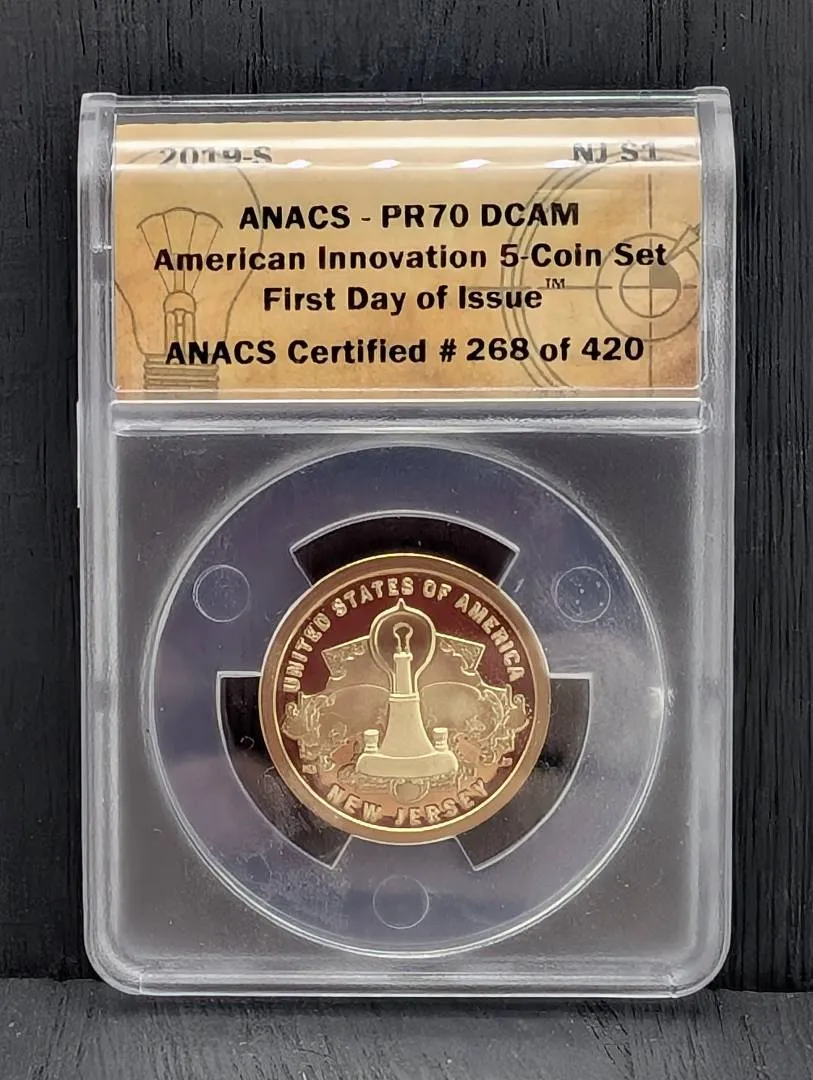 2019-S NJ S1
ANACS - PR70 DCAM
American Innovation 5-Coin Set
First Day of Issue™
ANACS Certified # 268 of 420
UNITED STATES OF AMERICA
NEW JERSEY